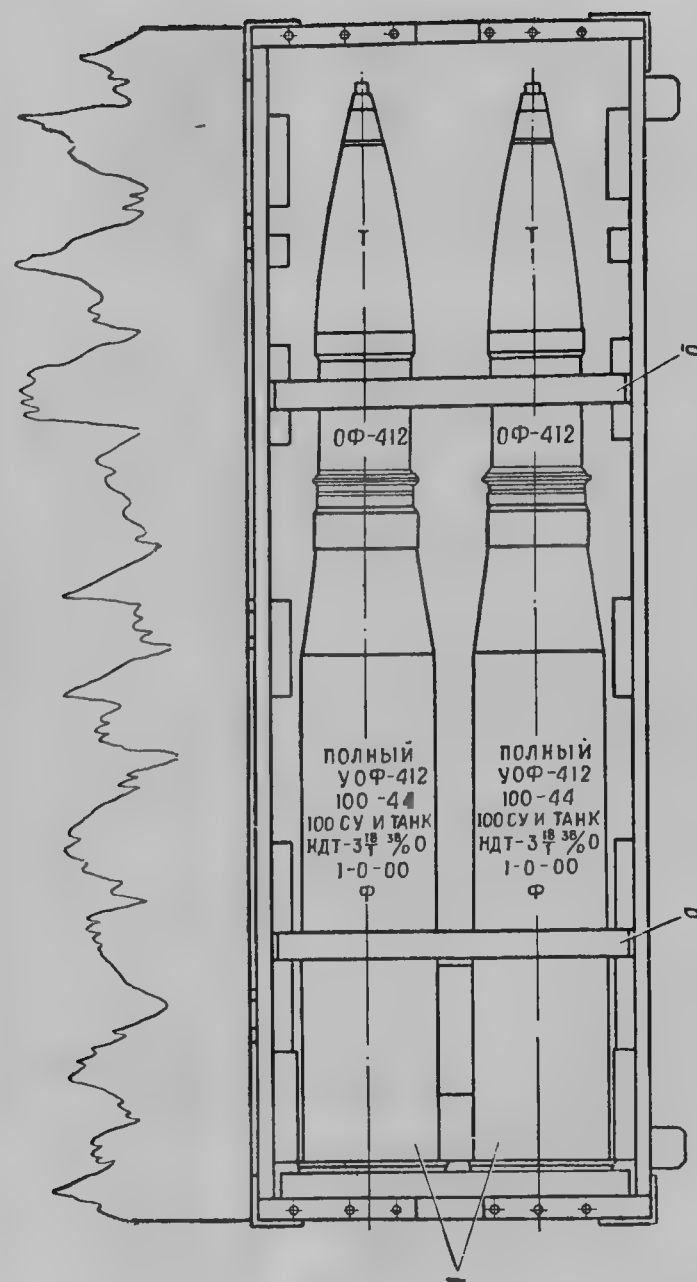 Т
Т
ОФ-412
ОФ-412
ПОЛНЫЙ
УОФ-412
100-44
100 СУ И ТАНК
НДТ-3 18/Т 38/0 О
1-0-00
Ф
ПОЛНЫЙ
УОФ-412
100-44
100 СУ И ТАНК
НДТ-3 18/Т 38/0 О
1-0-00
Ф
б
а
1